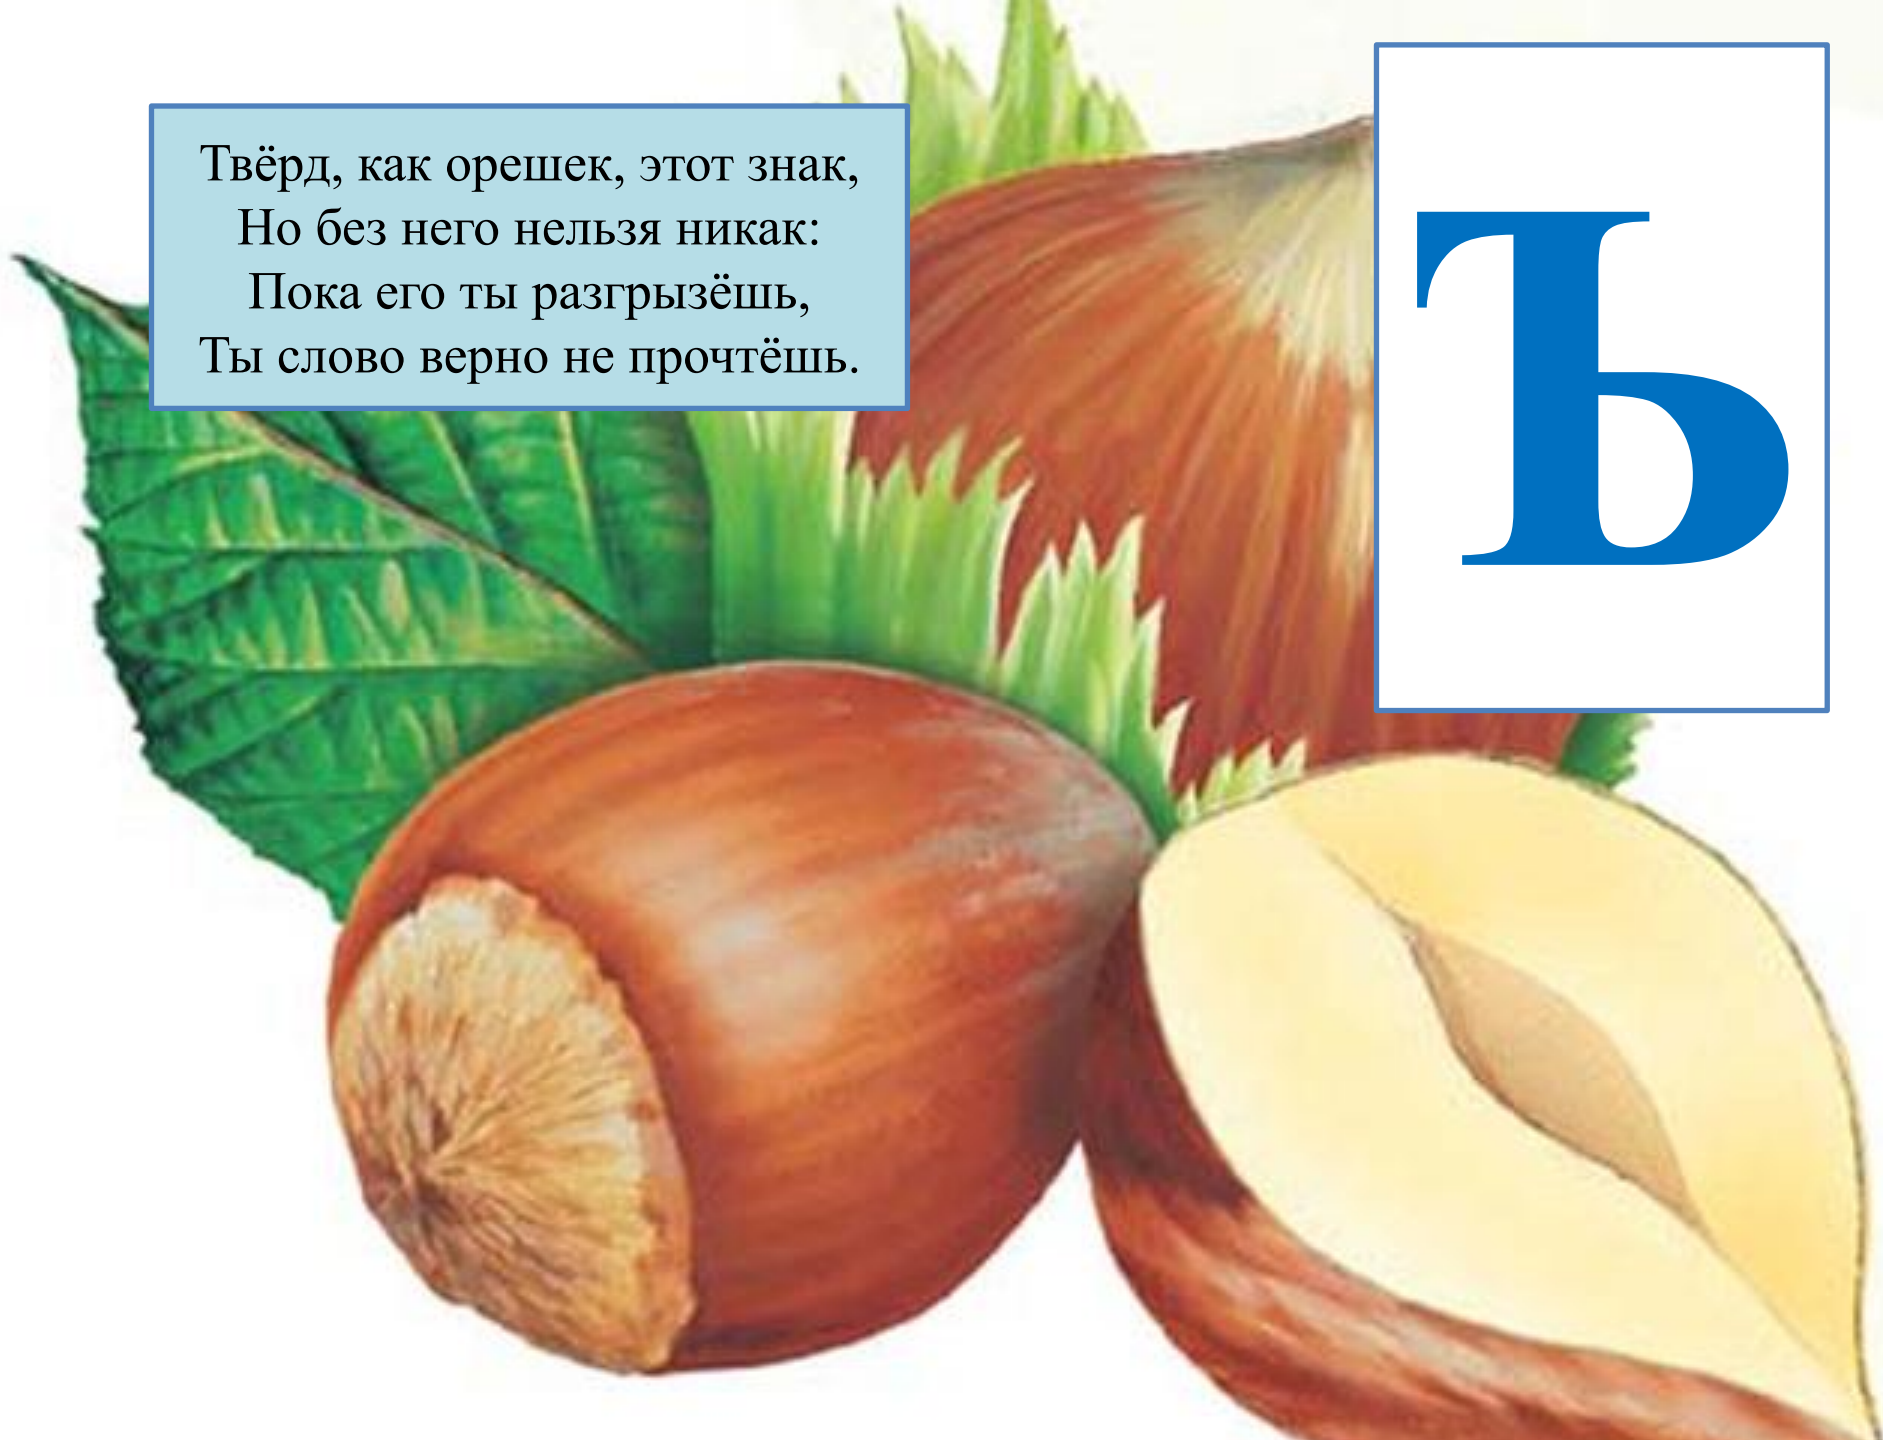 Твёрд, как орешек, этот знак,
Но без него нельзя никак:
Пока его ты разгрызёшь,
Ты слово верно не прочтёшь.
Ъ